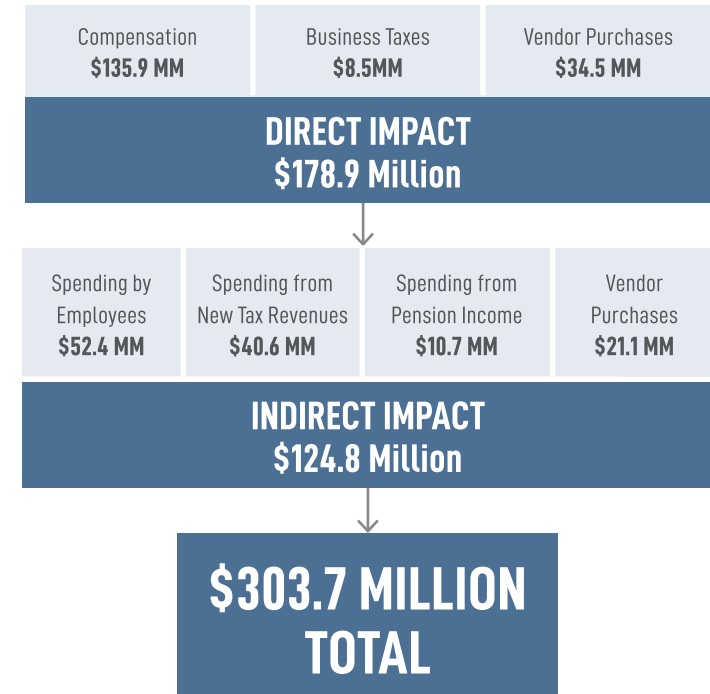 Compensation
$135.9 MM
Business Taxes
$8.5MM
Vendor Purchases
$34.5 MM
DIRECT IMPACT
$178.9 Million
Spending by
Employees
$52.4 MM
Spending from
New Tax Revenues
$40.6 MM
Spending from
Pension Income
$10.7 MM
Vendor
Purchases
$21.1 MM
INDIRECT IMPACT
$124.8 Million
$303.7 MILLION
TOTAL